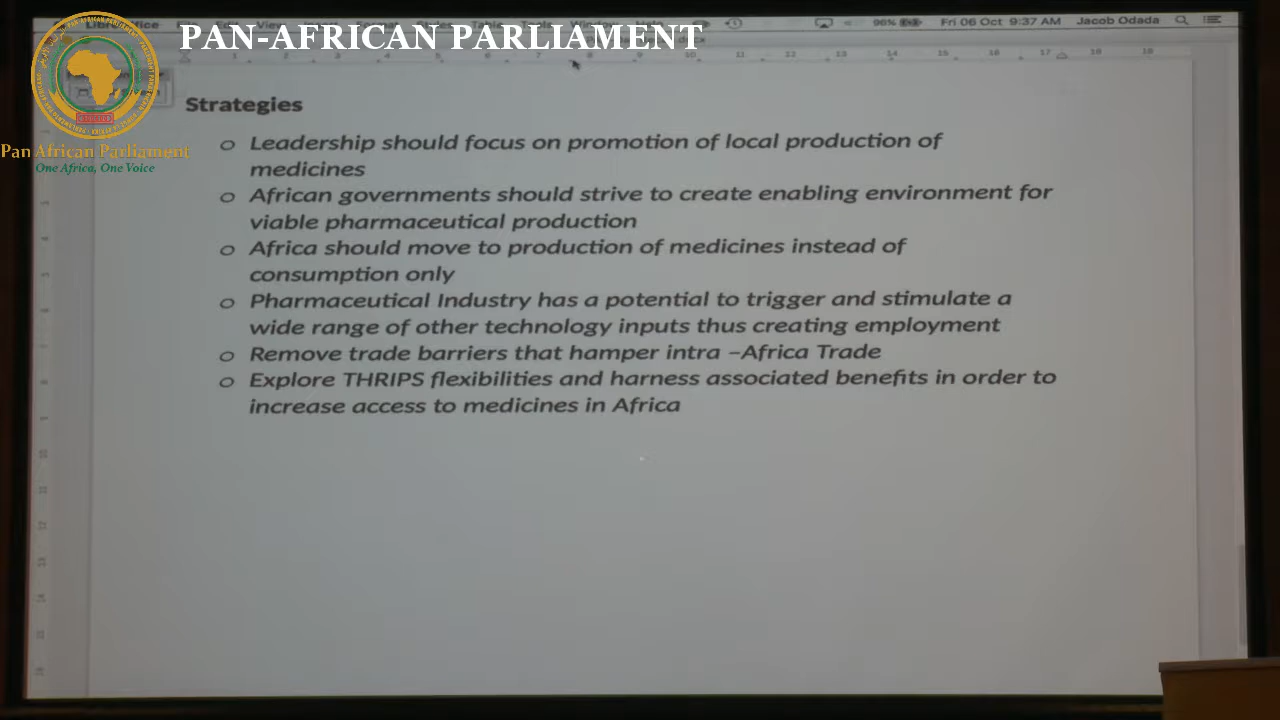 PAN-AFRICAN PARLIAMENT
Fri 06 Oct 9:37 AM Jacob Odada
96%
Pan African Parliament
One Africa, One Voice
Strategies
o Leadership should focus on promotion of local production of
medicines
o African governments should strive to create enabling environment for
viable pharmaceutical production
o Africa should move to production of medicines instead of
consumption only
o Pharmaceutical Industry has a potential to trigger and stimulate a
wide range of other technology inputs thus creating employment
o Remove trade barriers that hamper intra –Africa Trade
o Explore THRIPS flexibilities and harness associated benefits in order to
increase access to medicines in Africa